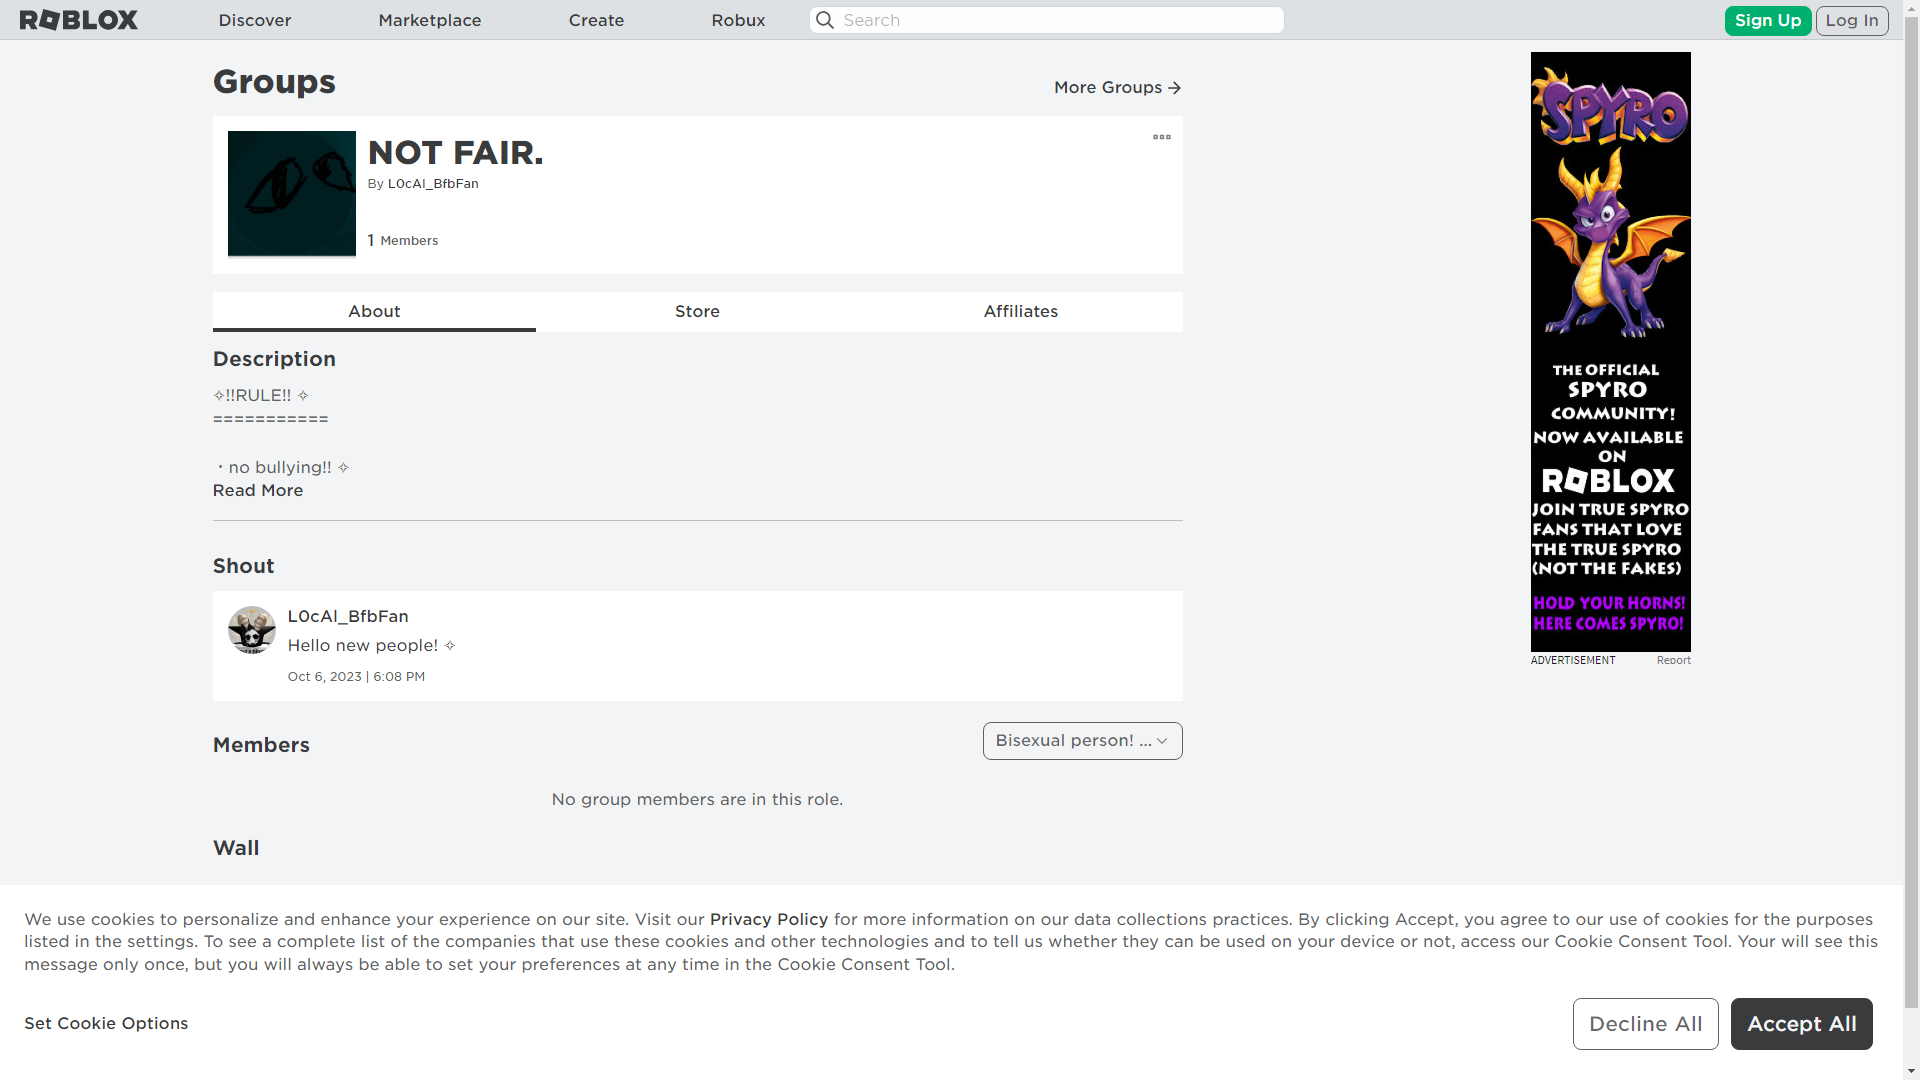 ROBLOX
Discover
Marketplace
Create
Robux
Search
Sign Up
Log In
Groups
More Groups
NOT FAIR.
By L0cAl_BfbFan
1 Members
About
Store
Affiliates
Description
✧!!RULE!! ✧
===========
・no bullying!! ✧
Read More
Shout
L0cAl_BfbFan
Hello new people! ✧
Oct 6, 2023 | 6:08 PM
Members
Bisexual person! ...
No group members are in this role.
Wall
SPYRO
THE OFFICIAL
SPYRO
COMMUNITY!
NOW AVAILABLE
ON
ROBLOX
JOIN TRUE SPYRO
FANS THAT LOVE
THE TRUE SPYRO
(NOT THE FAKES)
HOLD YOUR HORNS!
HERE COMES SPYRO!
ADVERTISEMENT
Report
We use cookies to personalize and enhance your experience on our site. Visit our Privacy Policy for more information on our data collections practices. By clicking Accept, you agree to our use of cookies for the purposes
listed in the settings. To see a complete list of the companies that use these cookies and other technologies and to tell us whether they can be used on your device or not, access our Cookie Consent Tool. Your will see this
message only once, but you will always be able to set your preferences at any time in the Cookie Consent Tool.
Set Cookie Options
Decline All
Accept All